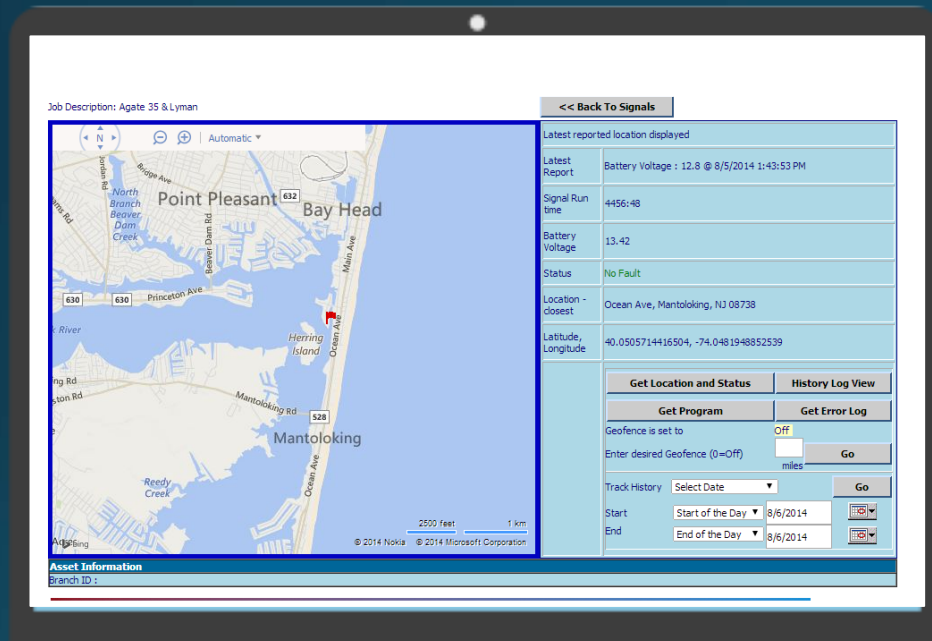 Job Description: Agate 35 & Lyman
<< Back To Signals
N
Automatic
Jordan Rd
Bridge Ave
North
Branch
Beaver
Dam
Creek
Point Pleasant
632
Bay Head
Beaver Dam Rd
Main Ave
630
630
Princeton Ave
River
Herring
Island
Ocean Ave
Mantoloking Rd
528
Mantoloking
Ocean Ave
Reedy
Creek
2500 feet
1 km
bing
© 2014 Nokia © 2014 Microsoft Corporation
Latest reported location displayed
Latest
Report
Battery Voltage : 12.8 @ 8/5/2014 1:43:53 PM
Signal Run
time
4456:48
Battery
Voltage
13.42
Status
No Fault
Location -
closest
Ocean Ave, Mantoloking, NJ 08738
Latitude,
Longitude
40.0505714416504, -74.0481948852539
Get Location and Status
History Log View
Get Program
Get Error Log
Geofence is set to
Off
Enter desired Geofence (0=Off)
miles
Go
Track History
Select Date
Go
Start
Start of the Day
8/6/2014
End
End of the Day
8/6/2014
Asset Information
Branch ID :